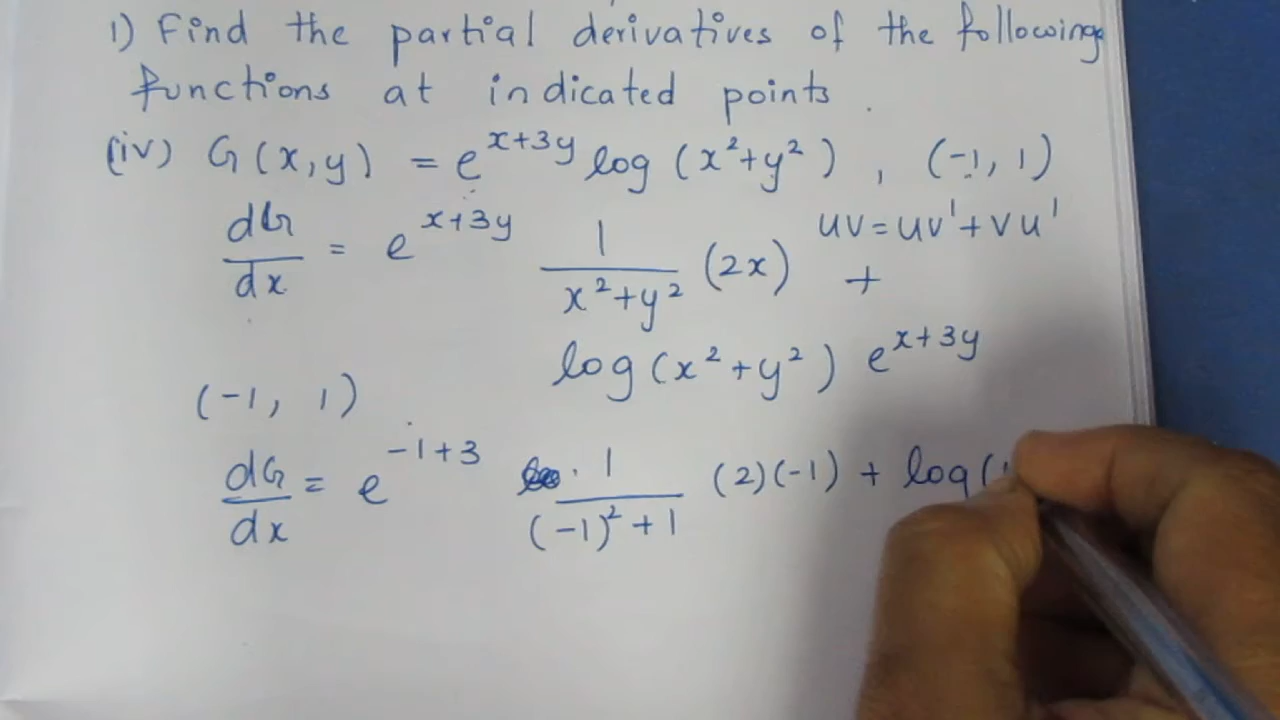 1) Find the partial derivatives of the following
functions at indicated points.
(iv) G(x,y) = e^{x+3y} log (x²+y²) , (-1, 1)
dG/dx = e^{x+3y} 1/(x²+y²) (2x) +
uv = uv' + vu'
log (x²+y²) e^{x+3y}
(-1, 1)
dG/dx = e^{-1+3} · 1/((-1)²+1) (2)(-1) + log(